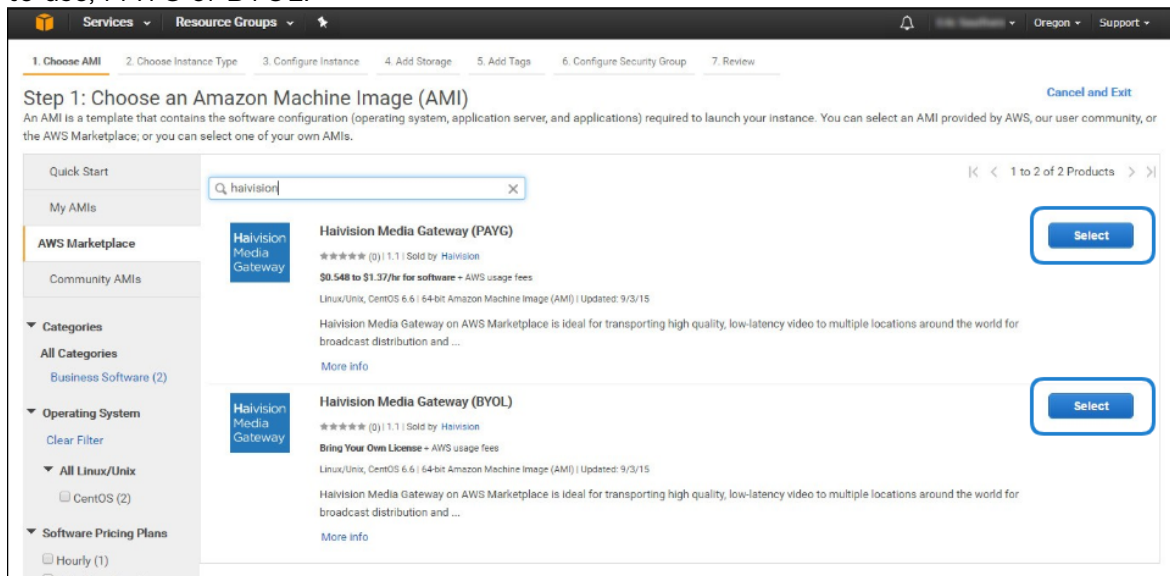 to use, PAYG or BYOL.
Services Resource Groups
Oregon Support
1. Choose AMI 2. Choose Instance Type 3. Configure Instance 4. Add Storage 5. Add Tags 6. Configure Security Group 7. Review
Step 1: Choose an Amazon Machine Image (AMI)
Cancel and Exit
An AMI is a template that contains the software configuration (operating system, application server, and applications) required to launch your instance. You can select an AMI provided by AWS, our user community, or
the AWS Marketplace; or you can select one of your own AMIs.
Quick Start
My AMIs
AWS Marketplace
Community AMIs
Categories
All Categories
Business Software (2)
Operating System
Clear Filter
All Linux/Unix
CentOS (2)
Software Pricing Plans
Hourly (1)
haivision
1 to 2 of 2 Products
Haivision
Media
Gateway
Haivision Media Gateway (PAYG)
(0) | 1.1 | Sold by Haivision
$0.548 to $1.37/hr for software + AWS usage fees
Linux/Unix, CentOS 6.6 | 64-bit Amazon Machine Image (AMI) | Updated: 9/3/15
Haivision Media Gateway on AWS Marketplace is ideal for transporting high quality, low-latency video to multiple locations around the world for
broadcast distribution and ...
More info
Select
Haivision
Media
Gateway
Haivision Media Gateway (BYOL)
(0) | 1.1 | Sold by Haivision
Bring Your Own License + AWS usage fees
Linux/Unix, CentOS 6.6 | 64-bit Amazon Machine Image (AMI) | Updated: 9/3/15
Haivision Media Gateway on AWS Marketplace is ideal for transporting high quality, low-latency video to multiple locations around the world for
broadcast distribution and ...
More info
Select